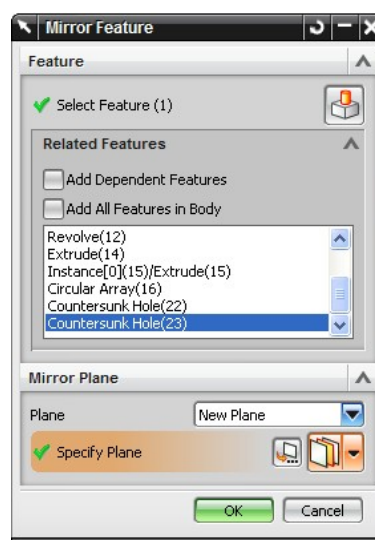 Mirror Feature
Feature
Select Feature (1)
Related Features
Add Dependent Features
Add All Features in Body
Revolve(12)
Extrude(14)
Instance[0](15)/Extrude(15)
Circular Array(16)
Countersunk Hole(22)
Countersunk Hole(23)
Mirror Plane
Plane New Plane
Specify Plane
OK Cancel